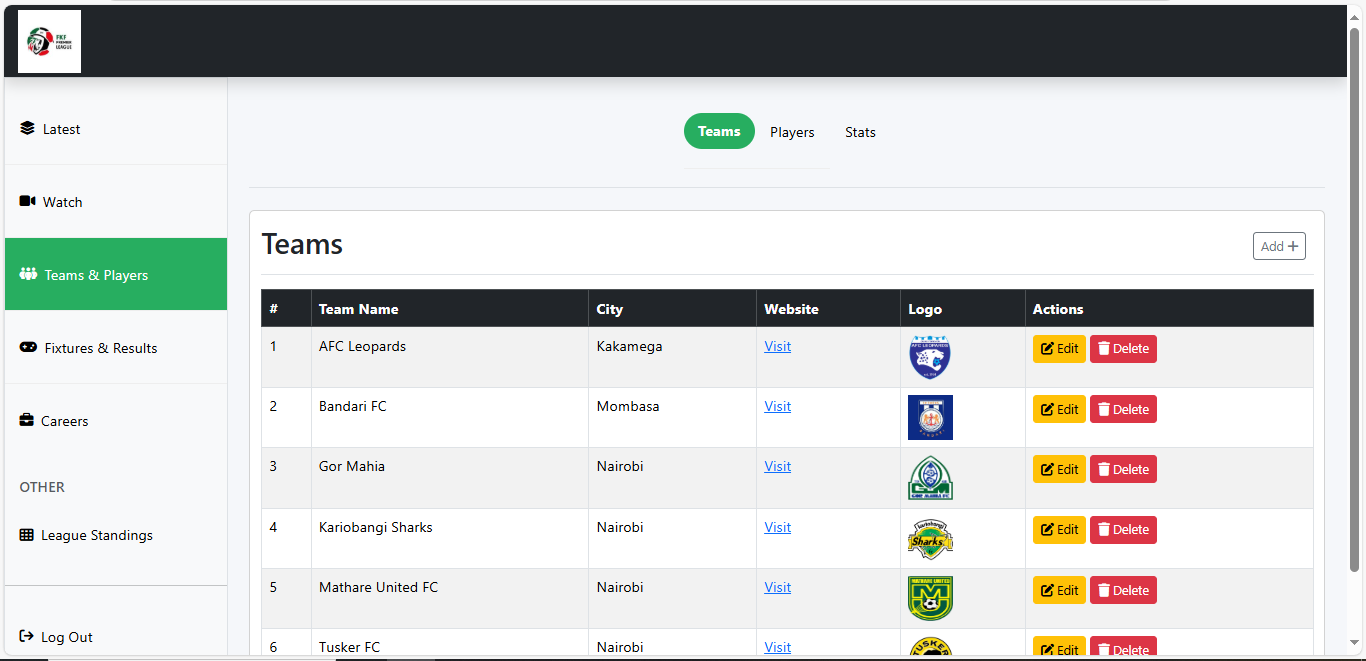 FKF
PREMIER
LEAGUE
Latest
Watch
Teams & Players
Fixtures & Results
Careers
OTHER
League Standings
Log Out
Teams Players Stats
Teams
Add +
# Team Name City Website Logo Actions
1 AFC Leopards Kakamega Visit AFC LEOPARDS Edit Delete
2 Bandari FC Mombasa Visit BANDARI Edit Delete
3 Gor Mahia Nairobi Visit GOR MAHIA FC Edit Delete
4 Kariobangi Sharks Nairobi Visit Kariobangi Sharks Edit Delete
5 Mathare United FC Nairobi Visit MATHARE UNITED Edit Delete
6 Tusker FC Nairobi Visit TUSKER Edit Delete